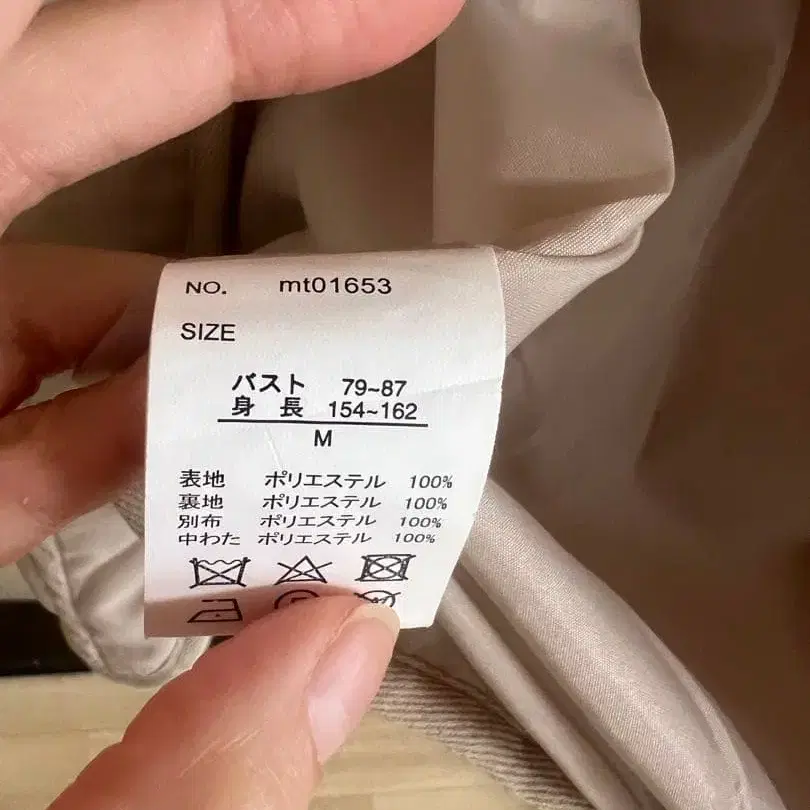 NO. mt01653
SIZE
バスト 79~87
身長 154~162
M
表地 ポリエステル 100%
裏地 ポリエステル 100%
別布 ポリエステル 100%
中わた ポリエステル 100%